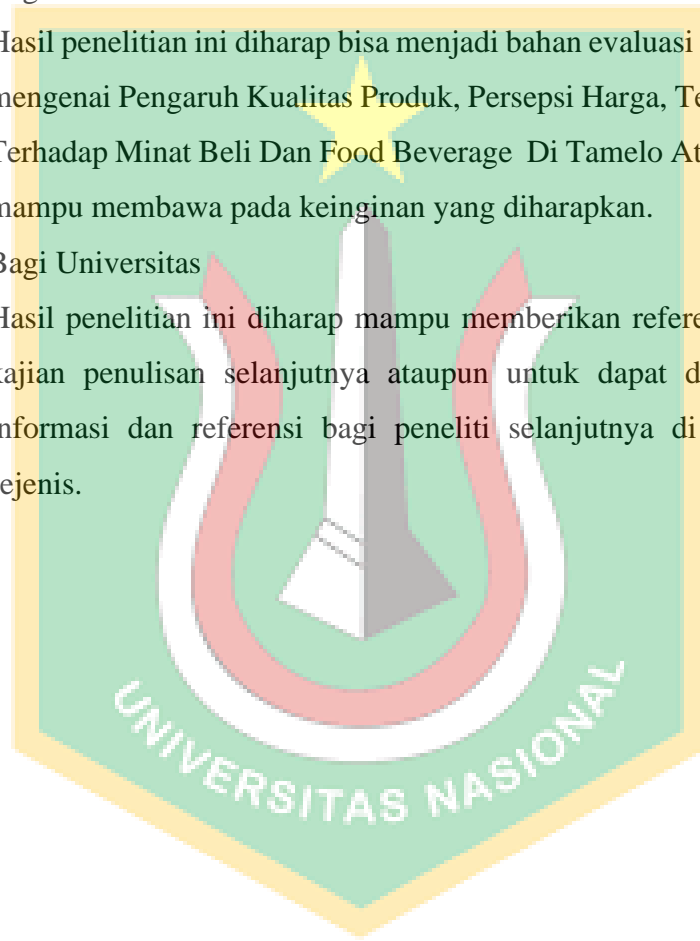 Hasil penelitian ini diharap bisa menjadi bahan evaluasi
mengenai Pengaruh Kualitas Produk, Persepsi Harga,
Terhadap Minat Beli Dan Food Beverage Di Tamelo
mampu membawa pada keinginan yang diharapkan.
Bagi Universitas
Hasil penelitian ini diharap mampu memberikan
kajian penulisan selanjutnya ataupun untuk dapat
informasi dan referensi bagi peneliti selanjutnya di
sejenis.
UNIVERSITAS NASIONAL